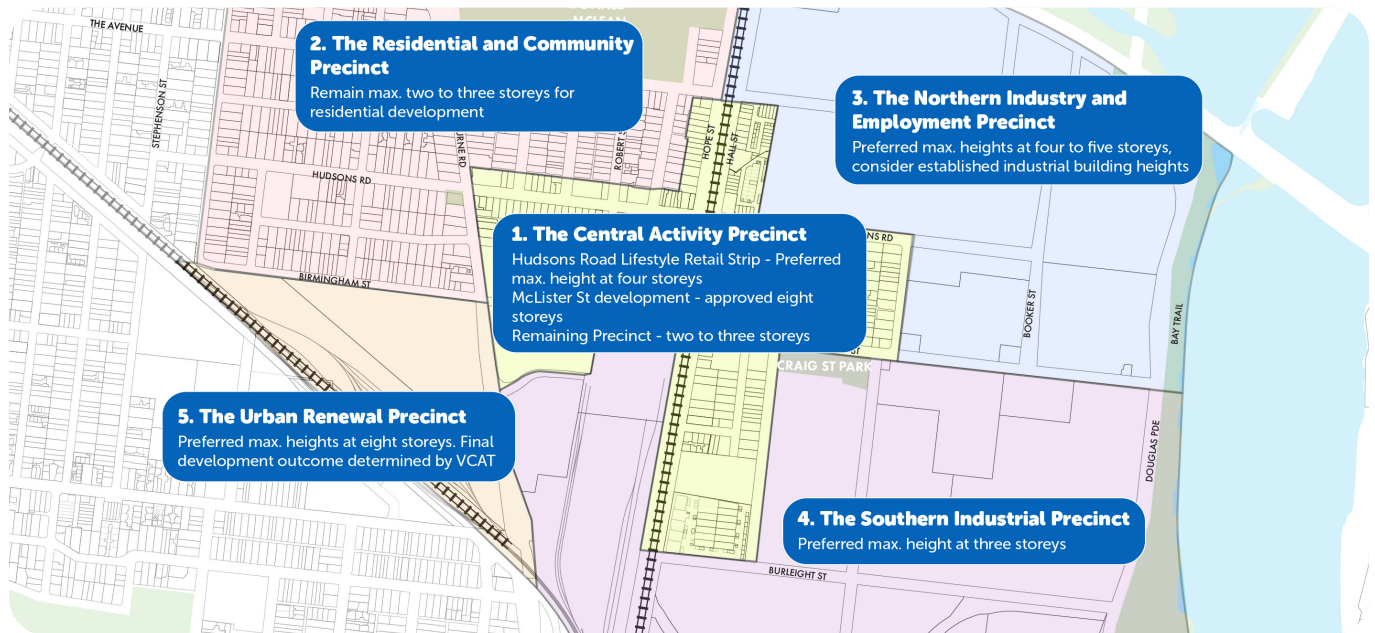 THE AVENUE
STEPHENSON ST
MCLEAN
2. The Residential and Community
Precinct
Remain max. two to three storeys for
residential development
3. The Northern Industry and
Employment Precinct
Preferred max. heights at four to five storeys,
consider established industrial building heights
HOPE ST
HALL ST
HUDSONS RD
1. The Central Activity Precinct
Hudsons Road Lifestyle Retail Strip - Preferred
max. height at four storeys
McLister St development - approved eight
storeys
Remaining Precinct - two to three storeys
BIRMINGHAM ST
BOOKER ST
BAY TRAIL
CRAIG ST PARK
5. The Urban Renewal Precinct
Preferred max. heights at eight storeys. Final
development outcome determined by VCAT
DOUGLAS PDE
4. The Southern Industrial Precinct
Preferred max. height at three storeys
BURLEIGHT ST